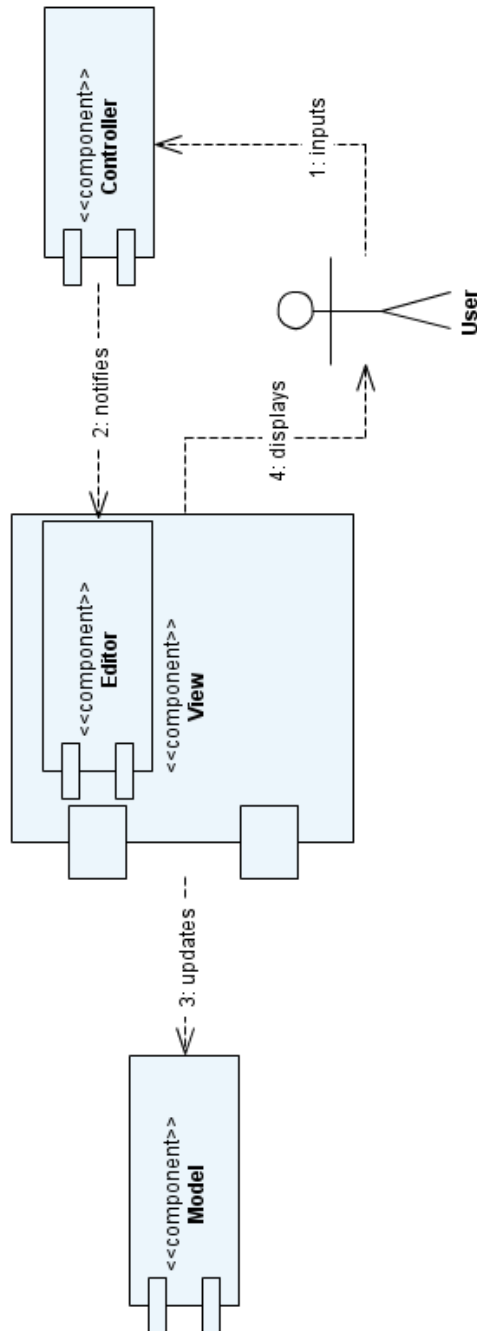 <<component>>
Model
3: updates
<<component>>
Editor
<<component>>
View
2: notifies
4: displays
<<component>>
Controller
1: inputs
User